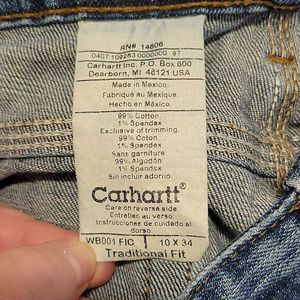 RN# 14806
0407 109263 0000000 97
Carhartt Inc. P.O. Box 600
Dearborn, MI 48121 USA
Made in Mexico.
Fabriqué au Mexique.
Hecho en México.
99% Cotton,
1% Spandex
Exclusive of trimming.
99% Coton,
1% Spandex
Sans garniture
99% Algodón,
1% Spandex
Sin incluir adorno.
Carhartt
Care on reverse side
Entretien au verso
Instrucciones de cuidado al
dorso
WB001 FIC 10 X 34
Traditional Fit